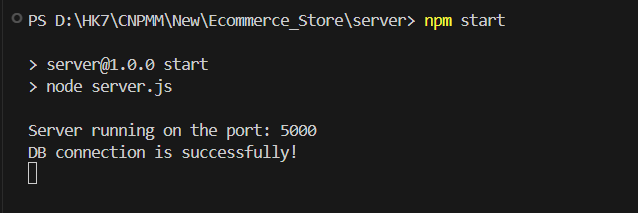 PS D:\HK7\CNPMM\New\Ecommerce_Store\server> npm start
> server@1.0.0 start
> node server.js
Server running on the port: 5000
DB connection is successfully!